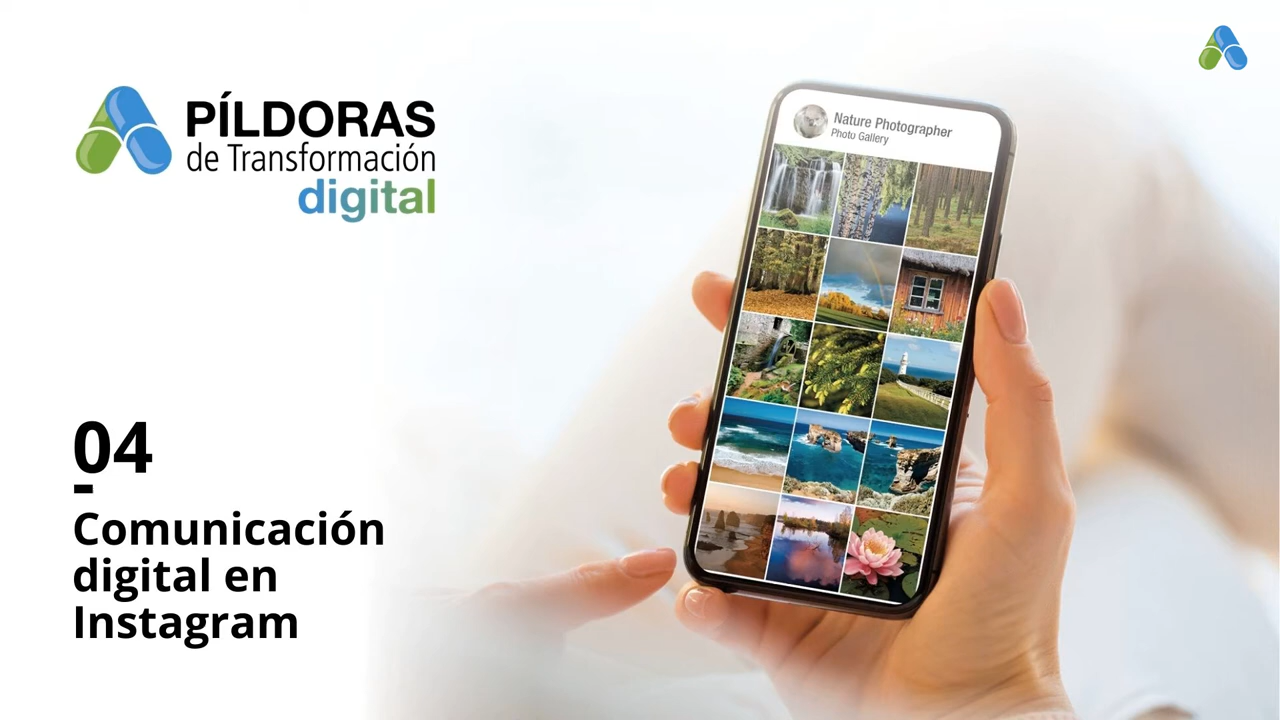 PÍLDORAS
de Transformación
digital
04
-
Comunicación
digital en
Instagram
Nature Photographer
Photo Gallery